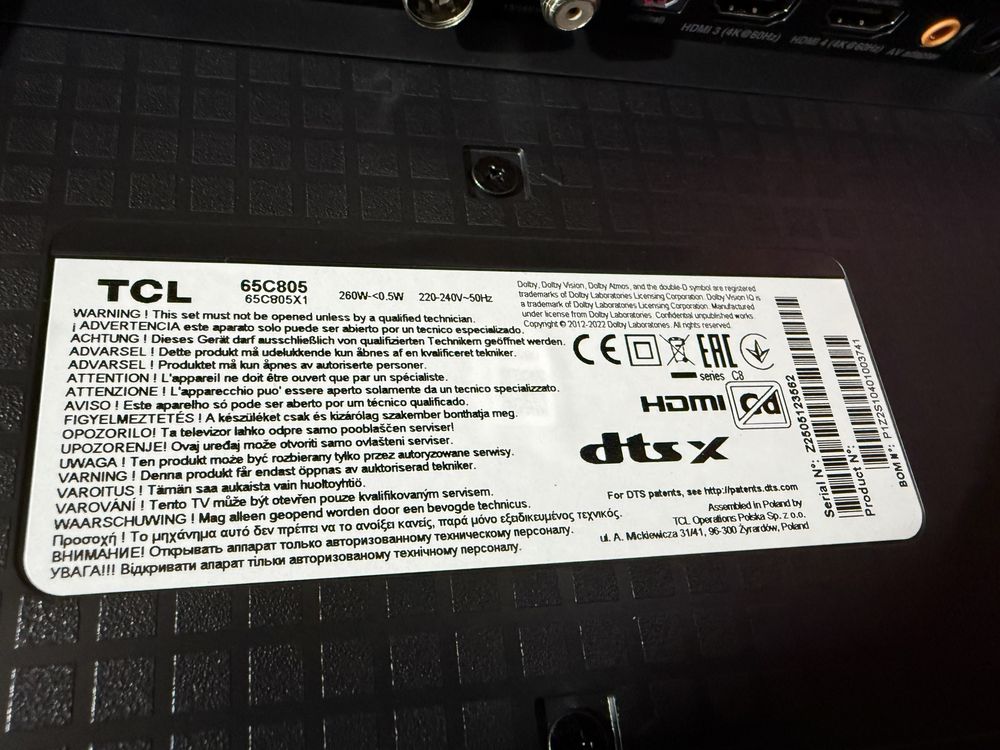 HDMI 3 (4K@60Hz) HDMI 4 (4K@60Hz) AV
TCL
65C805
65C805X1
260W-<0.5W 220-240V~50Hz
WARNING ! This set must not be opened unless by a qualified technician.
¡ ADVERTENCIA este aparato solo puede ser abierto por un tecnico especializado.
ACHTUNG ! Dieses Gerät darf ausschließlich von qualifizierten Technikern geöffnet werden.
ADVARSEL ! Dette produkt må udelukkende kun åbnes af en kvalificeret tekniker.
ADVARSEL ! Produktet må kun åpnes av autoriserte personer.
ATTENTION ! L'appareil ne doit être ouvert que par un spécialiste.
ATTENZIONE ! L'apparecchio puo' essere aperto solamente da un tecnico specializzato.
AVISO ! Este aparelho só pode ser aberto por um técnico qualificado.
FIGYELMEZTETÉS ! A készüléket csak és kizárólag szakember bonthatja meg.
OPOZORILO! Ta televizor lahko odpre samo pooblaščen serviser!
UPOZORENJE! Ovaj uređaj može otvoriti samo ovlašteni serviser.
UWAGA ! Ten produkt może być rozbierany tylko przez autoryzowane serwisy.
VARNING ! Denna produkt får endast öppnas av auktoriserad tekniker.
VAROITUS ! Tämän saa aukaista vain huoltoyhtiö.
VAROVÁNÍ ! Tento TV může být otevřen pouze kvalifikovaným servisem.
WAARSCHUWING ! Mag alleen geopend worden door een bevoegde technicus.
Προσοχή ! Το μηχάνημα αυτό δεν πρέπει να το ανοίξει κανείς, παρά μόνο εξειδικευμένος τεχνικός.
ВНИМАНИЕ! Открывать аппарат только авторизованному техническому персоналу.
УВАГА!!! Відкривати апарат тільки авторизованному технічному персоналу.
Dolby, Dolby Vision, Dolby Atmos, and the double-D symbol are registered
trademarks of Dolby Laboratories Licensing Corporation. Dolby Vision IQ is
a trademark of Dolby Laboratories Licensing Corporation. Manufactured
under license from Dolby Laboratories. Confidential unpublished works.
Copyright © 2012-2022 Dolby Laboratories. All rights reserved.
CE EAC
series C8
HDMI Cd
dts X
For DTS patents, see http://patents.dts.com
Assembled in Poland by
TCL Operations Polska Sp. z o.o.
ul. A. Mickiewicza 31/41, 96-300 Żyrardów, Poland
Serial N°: Z2505123562
Product N°: P1Z2S10401003741
BOM N°: